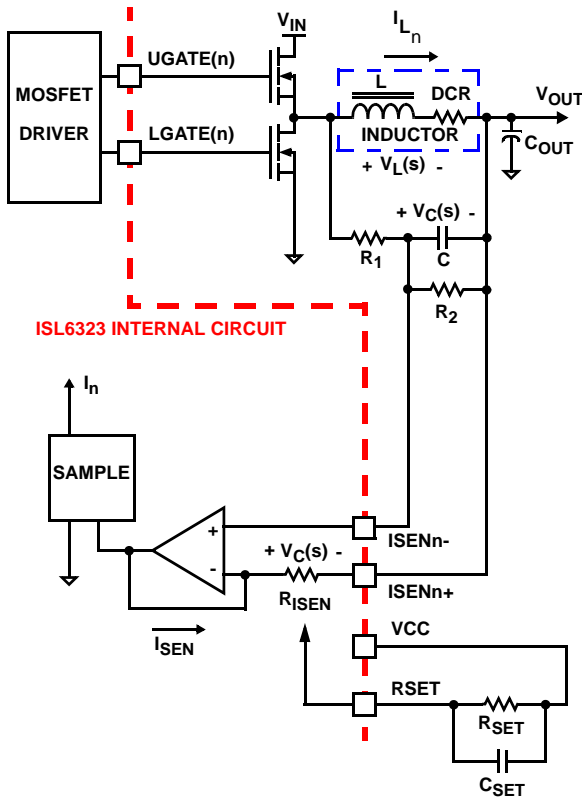 V_IN
I_Ln
UGATE(n)
MOSFET
DRIVER
L
DCR
V_OUT
LGATE(n)
INDUCTOR
C_OUT
+ V_L(s) -
+ V_C(s) -
R_1
C
R_2
ISL6323 INTERNAL CIRCUIT
I_n
SAMPLE
+
-
+ V_C(s) -
R_ISEN
ISENn-
ISENn+
I_SEN
VCC
RSET
R_SET
C_SET